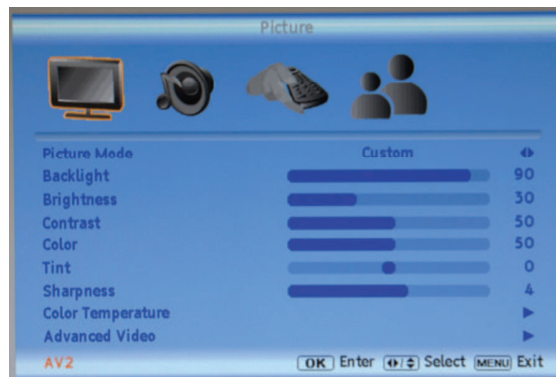 Picture
Picture Mode Custom
Backlight 90
Brightness 30
Contrast 50
Color 50
Tint 0
Sharpness 4
Color Temperature
Advanced Video
AV2 OK Enter / Select MENU Exit